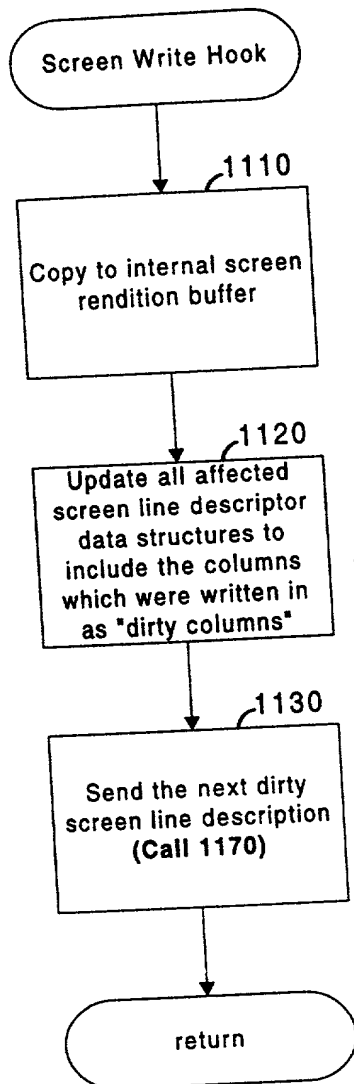 Screen Write Hook
1110
Copy to internal screen
rendition buffer
1120
Update all affected
screen line descriptor
data structures to
include the columns
which were written in
as "dirty columns"
1130
Send the next dirty
screen line description
(Call 1170)
return